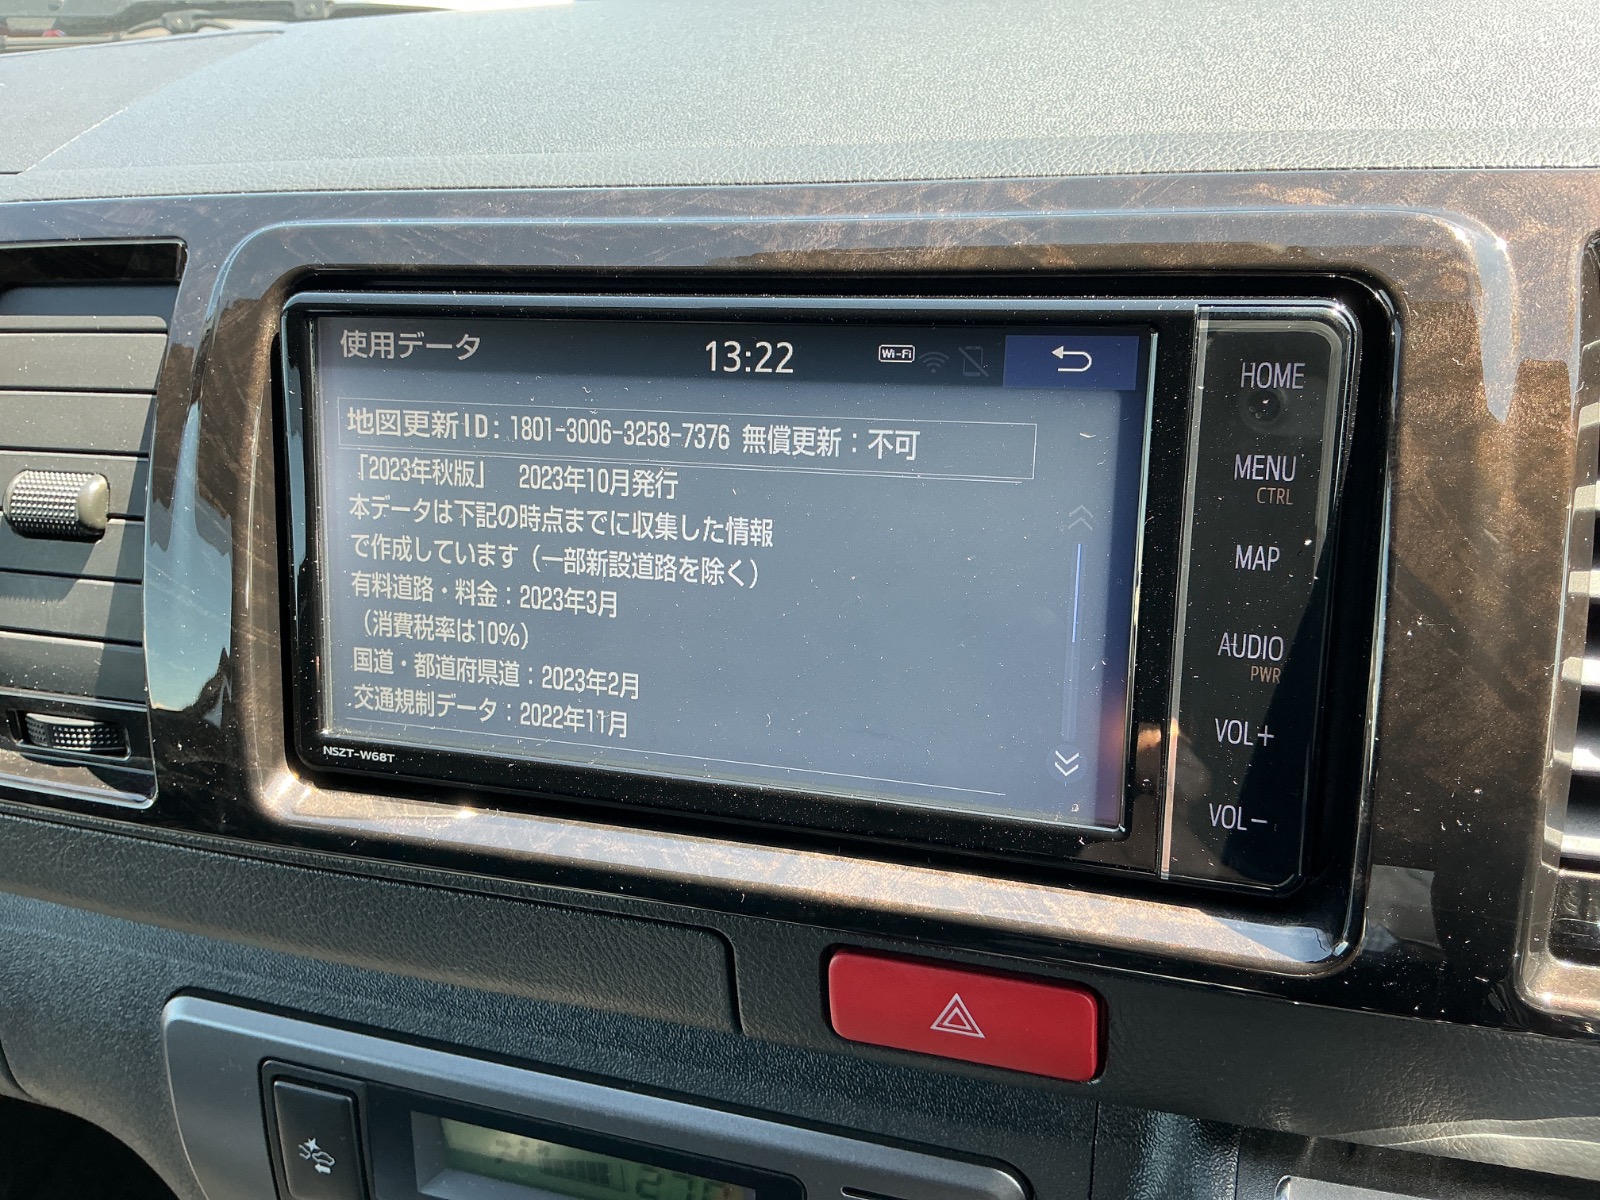 使用データ 13:22 Wi-Fi
地図更新ID:1801-3006-3258-7376 無償更新:不可
「2023年秋版」 2023年10月発行
本データは下記の時点までに収集した情報
で作成しています（一部新設道路を除く）
有料道路・料金：2023年3月
（消費税率は10%）
国道・都道府県道：2023年2月
交通規制データ：2022年11月
NSZT-W68T
HOME
MENU
CTRL
MAP
AUDIO
PWR
VOL+
VOL−